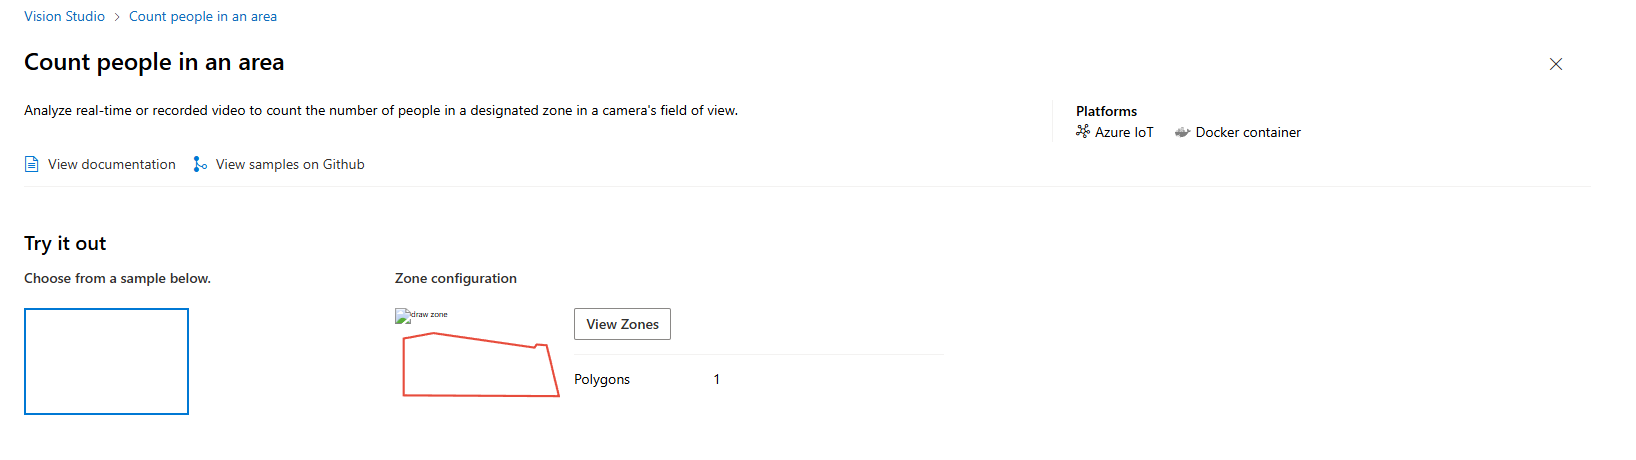 Vision Studio > Count people in an area
Count people in an area
Analyze real-time or recorded video to count the number of people in a designated zone in a camera's field of view.
Platforms
Azure IoT Docker container
View documentation View samples on Github
Try it out
Choose from a sample below.
Zone configuration
draw zone
View Zones
Polygons 1